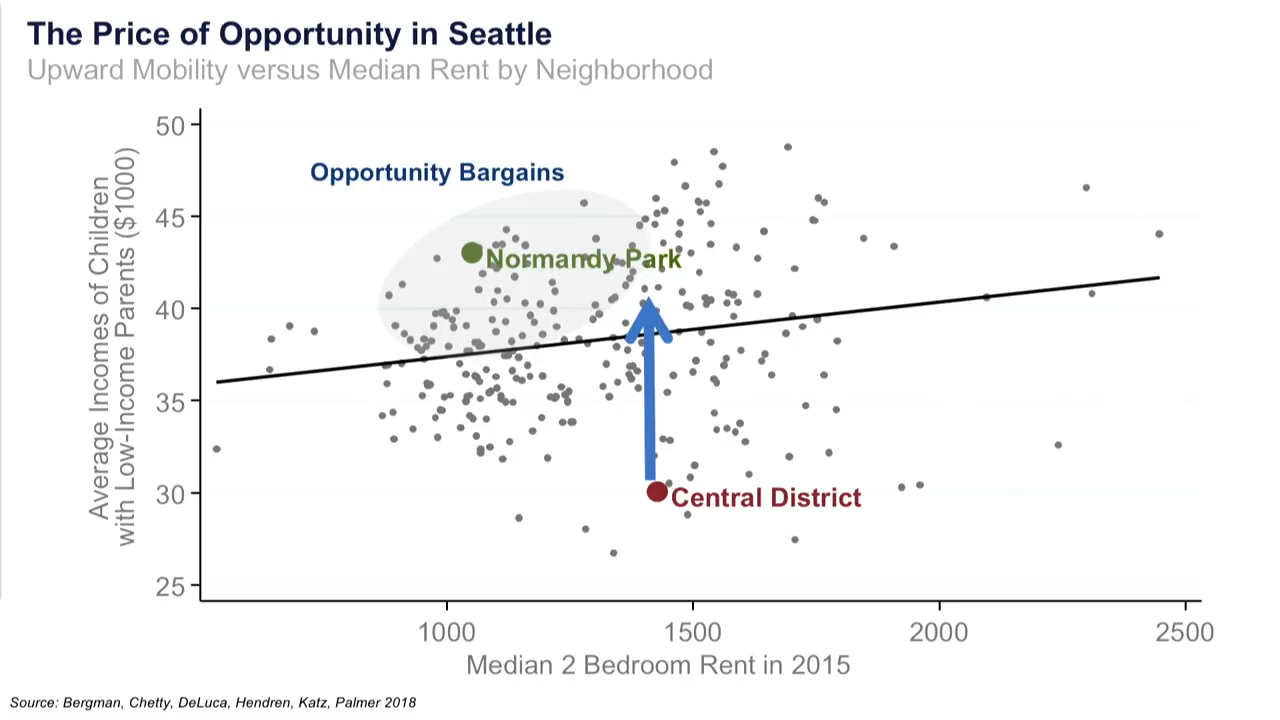 The Price of Opportunity in Seattle
Upward Mobility versus Median Rent by Neighborhood
Average Incomes of Children
with Low-Income Parents ($1000)
50
45
40
35
30
25
Opportunity Bargains
Normandy Park
Central District
1000
1500
2000
2500
Median 2 Bedroom Rent in 2015
Source: Bergman, Chetty, DeLuca, Hendren, Katz, Palmer 2018